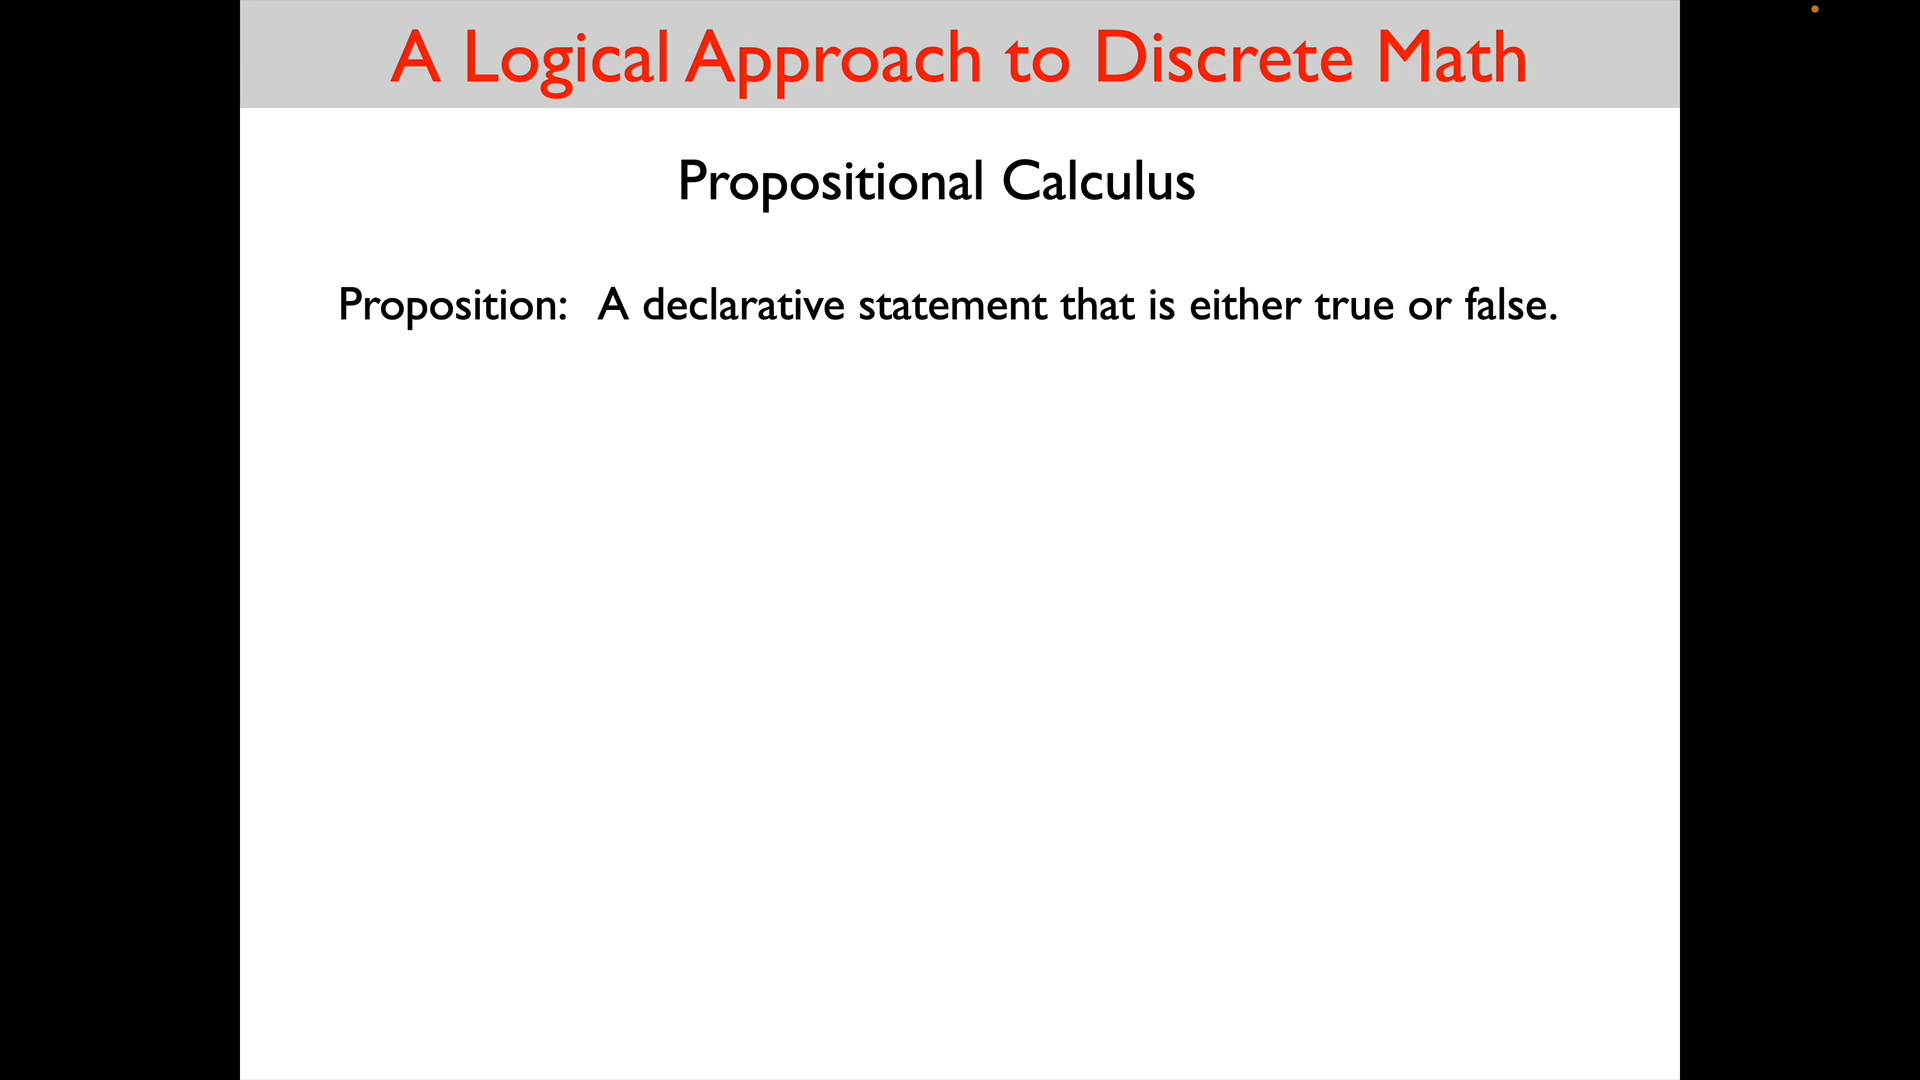 A Logical Approach to Discrete Math
Propositional Calculus
Proposition: A declarative statement that is either true or false.